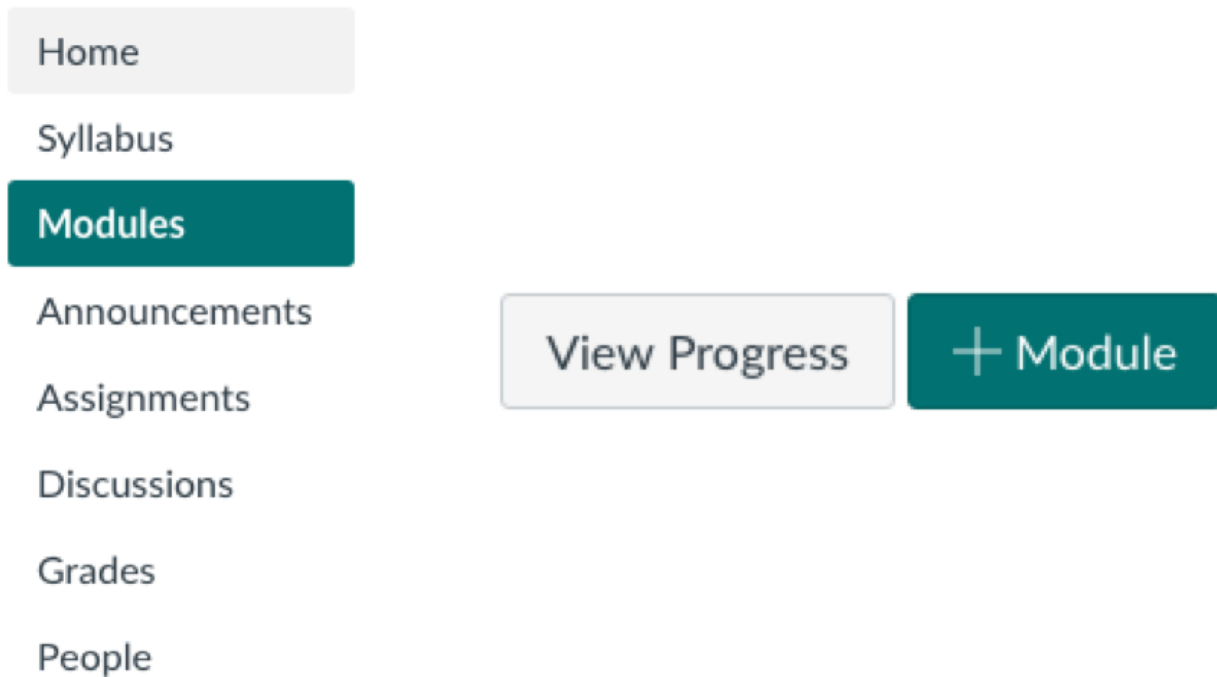 Home
Syllabus
Modules
Announcements
Assignments
Discussions
Grades
People
View Progress
+ Module